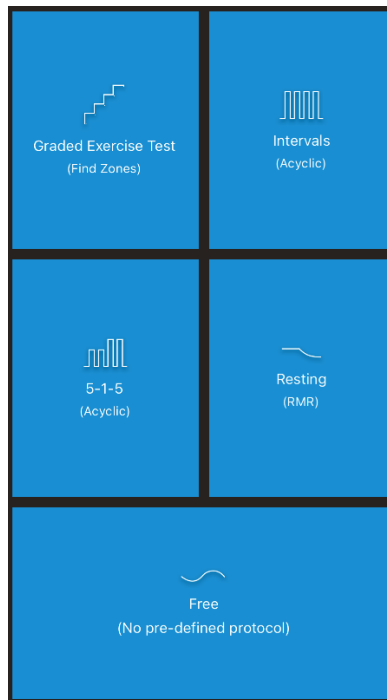 Graded Exercise Test
(Find Zones)
Intervals
(Acyclic)
5-1-5
(Acyclic)
Resting
(RMR)
Free
(No pre-defined protocol)